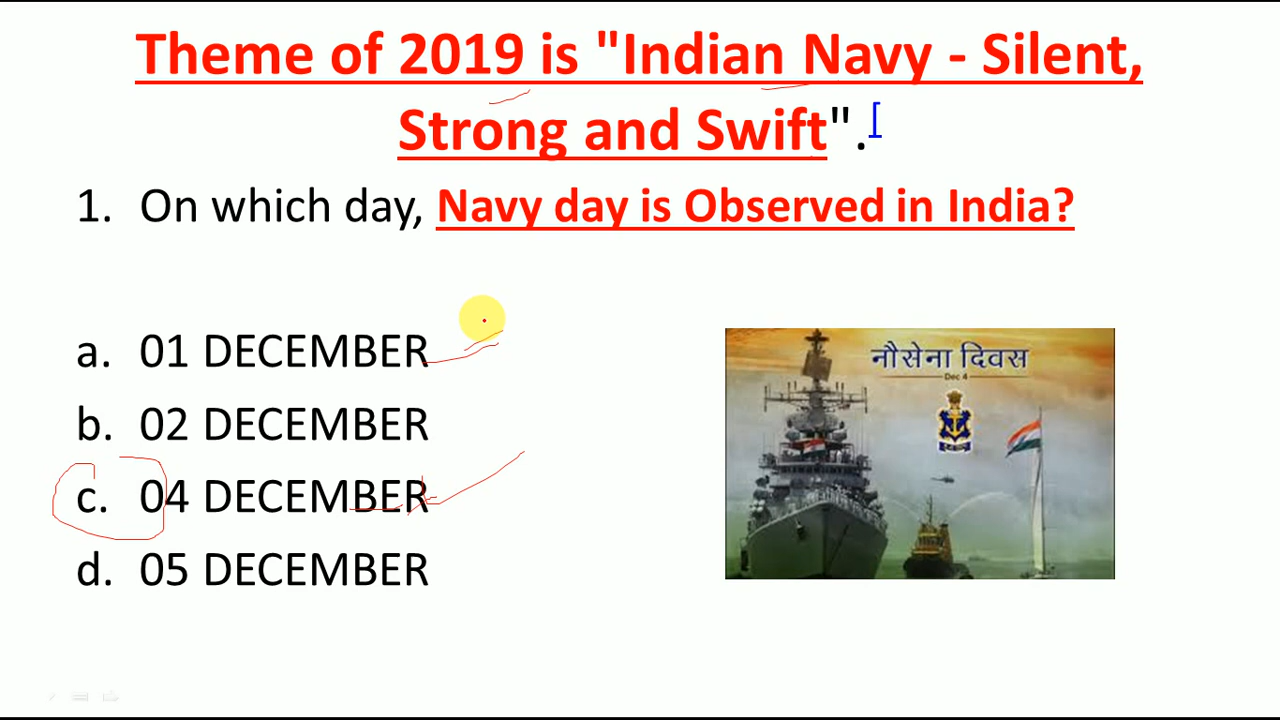 Theme of 2019 is "Indian Navy - Silent,
Strong and Swift".[
1. On which day, Navy day is Observed in India?
a. 01 DECEMBER
b. 02 DECEMBER
c. 04 DECEMBER
d. 05 DECEMBER
नौसेना दिवस
Dec 4